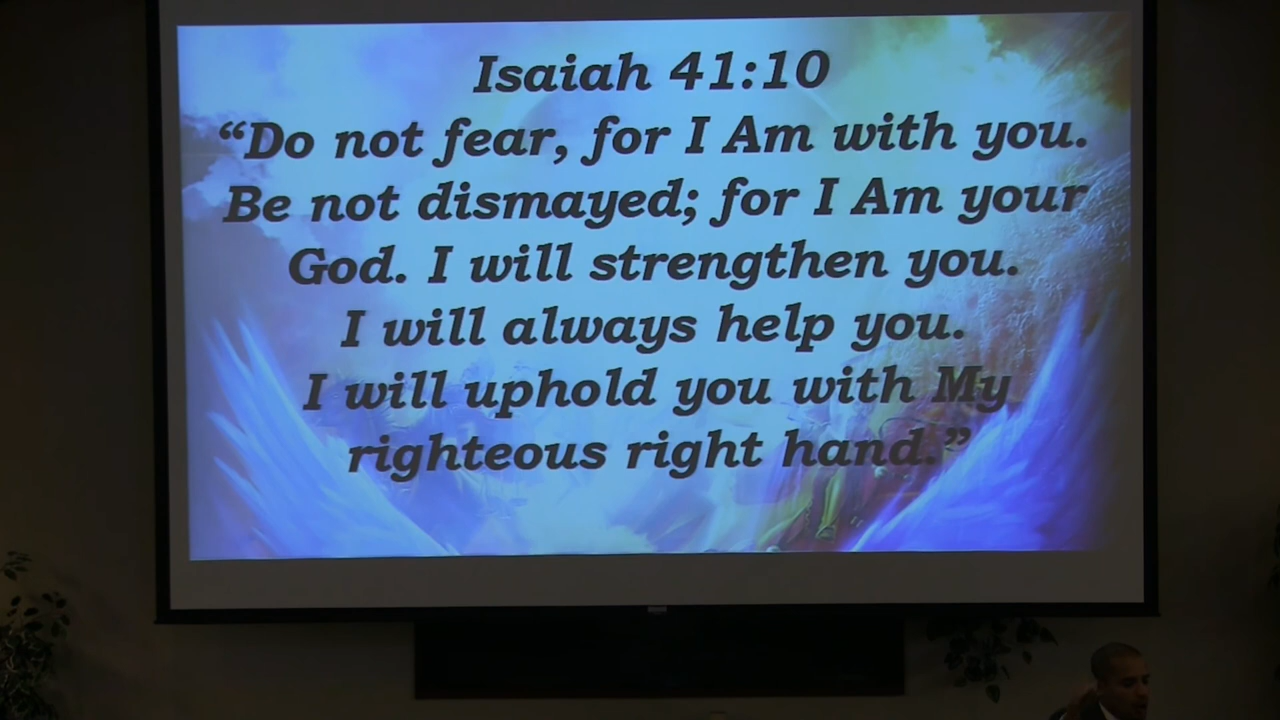 Isaiah 41:10
“Do not fear, for I Am with you.
Be not dismayed; for I Am your
God. I will strengthen you.
I will always help you.
I will uphold you with My
righteous right hand.”